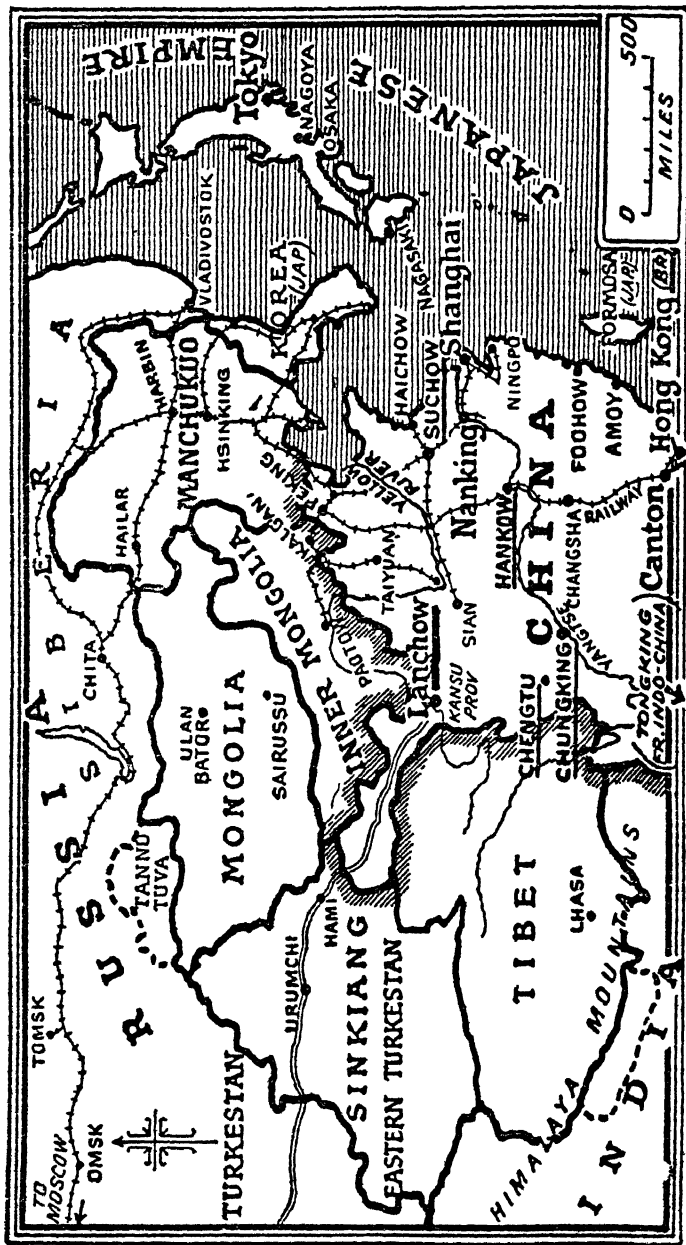 TO
MOSCOW
OMSK
TOMSK
RUSSIA
SIBERIA
CHITA
HAILAR
HARBIN
MANCHUKUO
HSINKING
VLADIVOSTOK
KOREA
(JAP)
JAPANESE
EMPIRE
Tokyo
NAGOYA
OSAKA
NAGASAKI
TURKESTAN
TANNU
TUVA
MONGOLIA
ULAN
BATOR
SAIRUSSU
INNER MONGOLIA
KALGAN
PEKING
PAOTOV
TAIYUAN
YELLOW
RIVER
HAICHOW
SUCHOW
Shanghai
Nanking
NINGPO
URUMCHI
HAMI
SINKIANG
EASTERN TURKESTAN
Lanchow
KANSU
PROV
SIAN
HANKOW
CHINA
CHENGTU
CHUNGKING
YANGTSE
CHANGSHA
RAILWAY
FOOHOW
AMOY
FORMOSA
(JAP)
Canton
Hong Kong
(BR)
(TONGKING)
FR. INDO-CHINA
TIBET
LHASA
HIMALAYA MOUNTAINS
INDIA
0 500
MILES